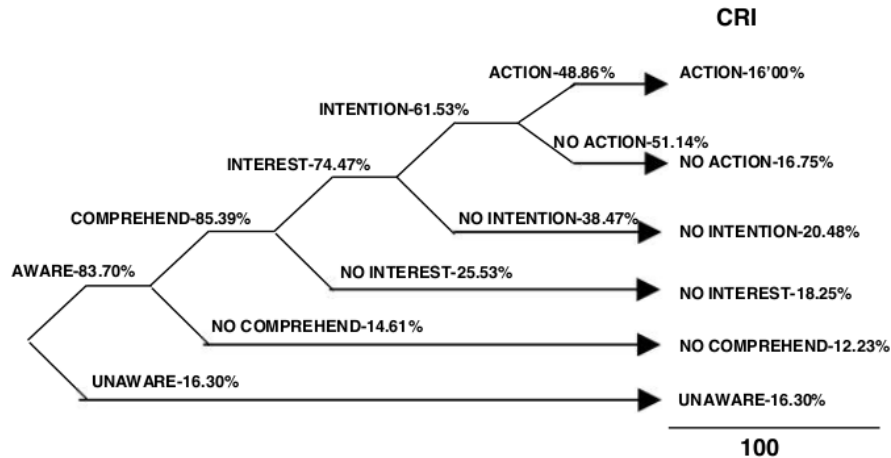 CRI
ACTION-48.86%
ACTION-16'00%
INTENTION-61.53%
NO ACTION-51.14%
NO ACTION-16.75%
INTEREST-74.47%
COMPREHEND-85.39%
NO INTENTION-38.47%
NO INTENTION-20.48%
AWARE-83.70%
NO INTEREST-25.53%
NO INTEREST-18.25%
NO COMPREHEND-14.61%
NO COMPREHEND-12.23%
UNAWARE-16.30%
UNAWARE-16.30%
100